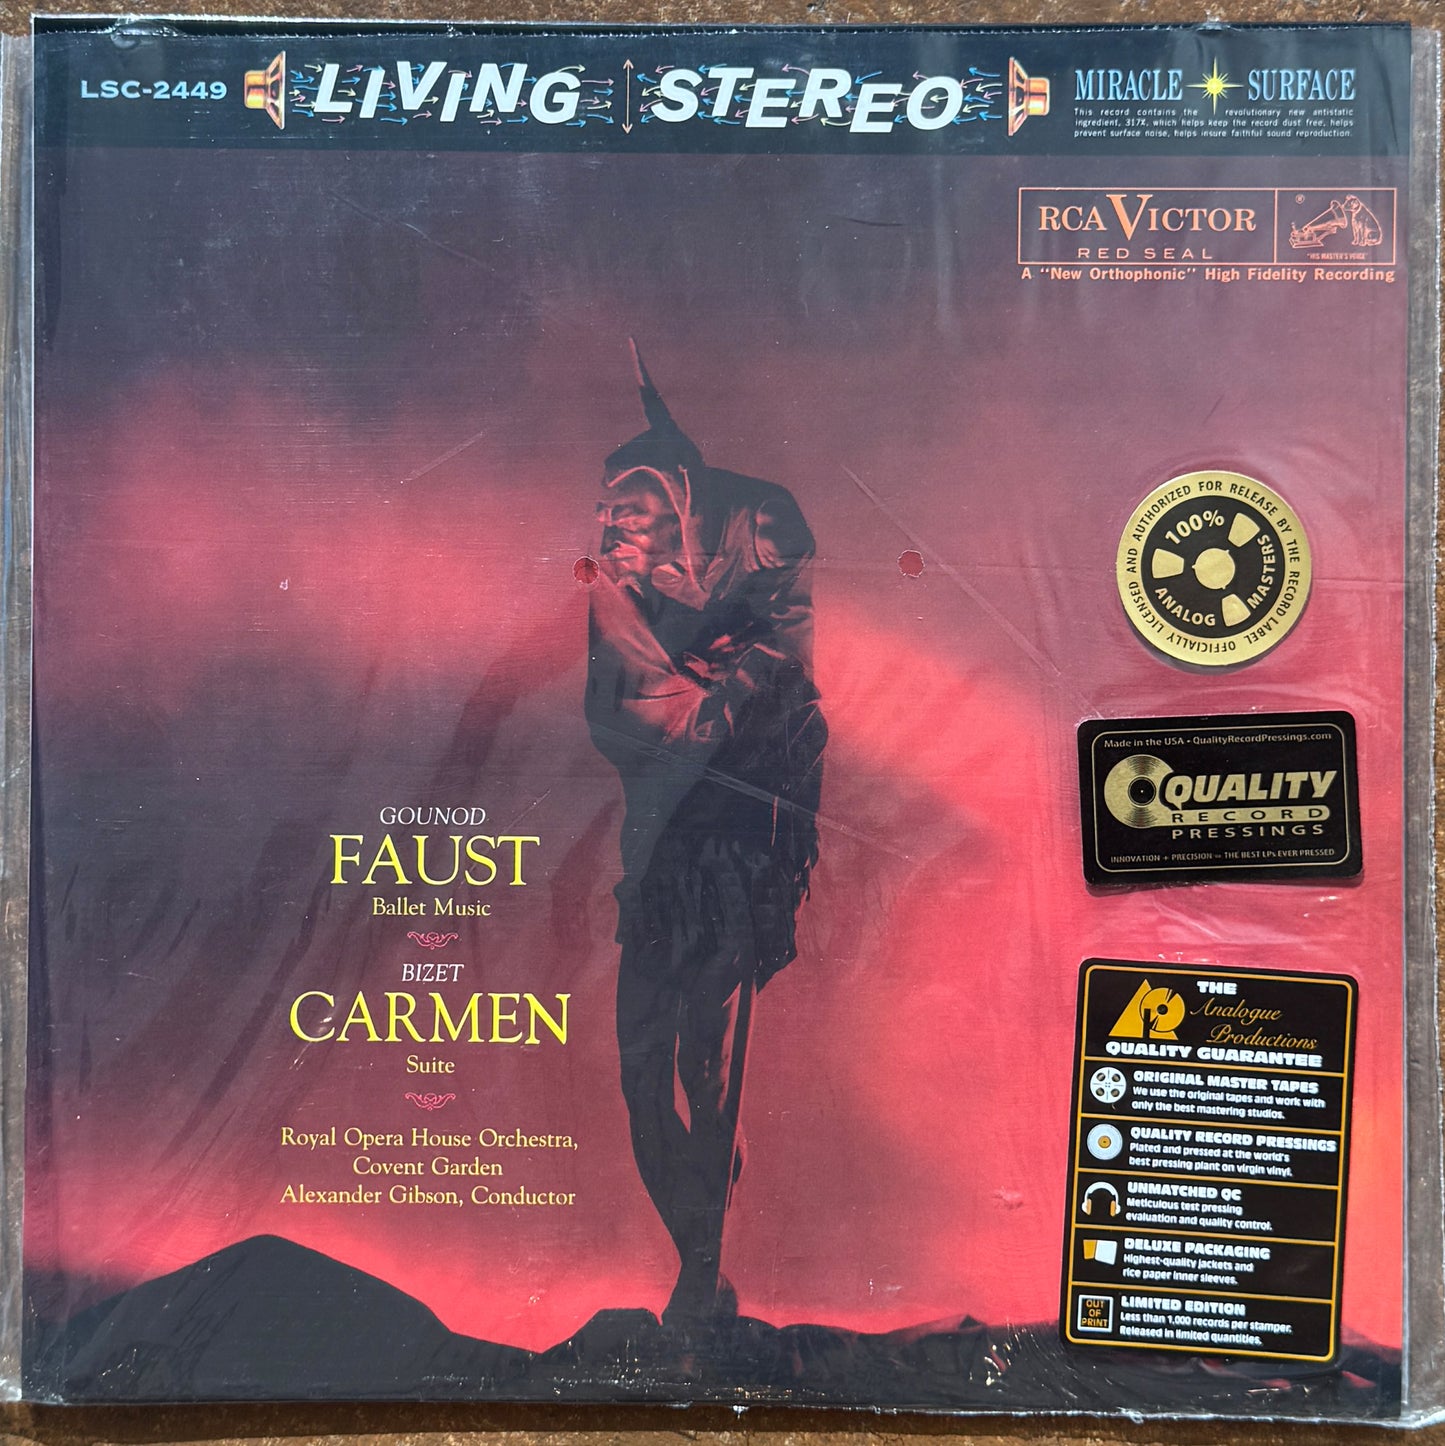 LSC-2449
LIVING STEREO
MIRACLE SURFACE
This record contains the revolutionary new antistatic
ingredient, 317X, which helps keep the record dust free, helps
prevent surface noise, helps insure faithful sound reproduction.
RCA VICTOR
RED SEAL
®
"HIS MASTER'S VOICE"
A "New Orthophonic" High Fidelity Recording
OFFICIALLY LICENSED AND AUTHORIZED FOR RELEASE BY THE RECORD LABEL
100%
ANALOG
MASTERS
Made in the USA • QualityRecordPressings.com
QUALITY
RECORD
PRESSINGS
INNOVATION + PRECISION = THE BEST LPs EVER PRESSED
GOUNOD
FAUST
Ballet Music
BIZET
CARMEN
Suite
Royal Opera House Orchestra,
Covent Garden
Alexander Gibson, Conductor
AP
THE
Analogue
Productions
QUALITY GUARANTEE
ORIGINAL MASTER TAPES
We use the original tapes and work with
only the best mastering studios.
QUALITY RECORD PRESSINGS
Plated and pressed at the world's
best pressing plant on virgin vinyl.
UNMATCHED QC
Meticulous test pressing
evaluation and quality control.
DELUXE PACKAGING
Highest-quality jackets and
rice paper inner sleeves.
OUT
OF
PRINT
LIMITED EDITION
Less than 1,000 records per stamper.
Released in limited quantities.